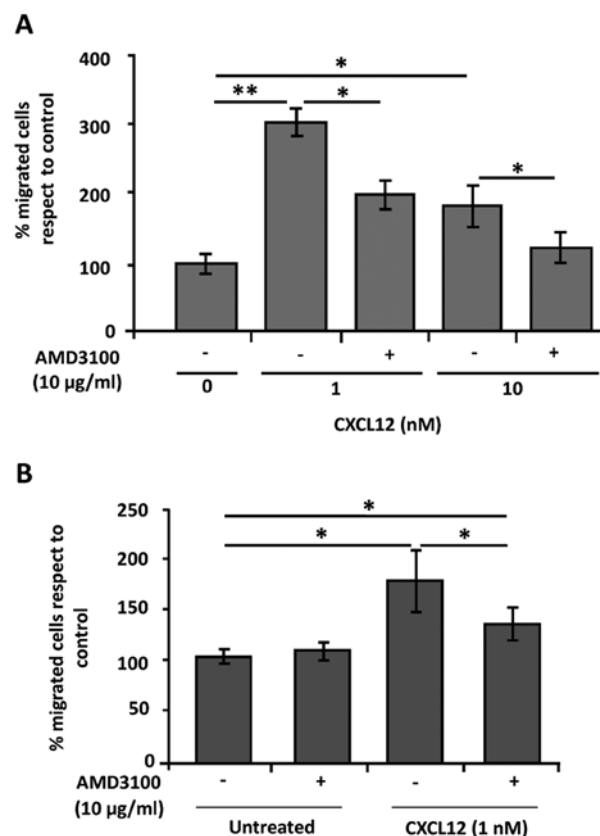 A
% migrated cells
respect to control
400
300
200
100
0
*
**
*
*
AMD3100
(10 µg/ml)
-
-
+
-
+
0
1
10
CXCL12 (nM)
B
% migrated cells respect to
control
250
200
150
100
50
0
*
*
*
AMD3100
(10 µg/ml)
-
+
-
+
Untreated
CXCL12 (1 nM)